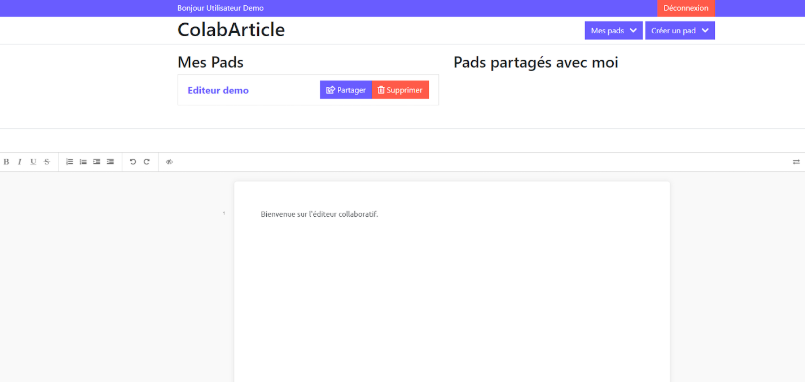 Bonjour Utilisateur Demo
Déconnexion
ColabArticle
Mes pads
Créer un pad
Mes Pads
Pads partagés avec moi
Editeur demo
Partager
Supprimer
B I U S
Bienvenue sur l'éditeur collaboratif.